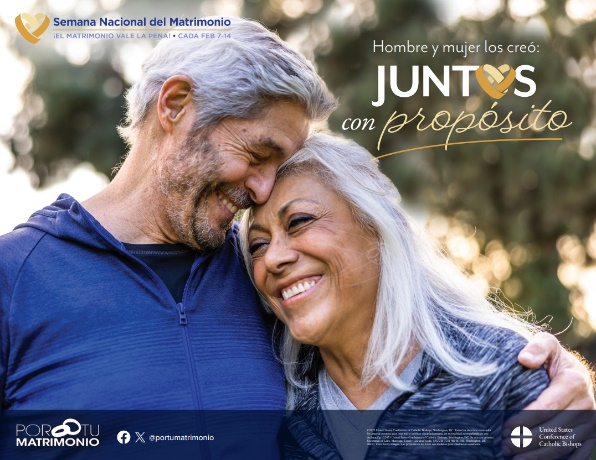 Semana Nacional del Matrimonio
¡EL MATRIMONIO VALE LA PENA! • CADA FEB 7-14
Hombre y mujer los creó:
JUNTOS
con propósito
POR TU
MATRIMONIO
@portumatrimonio
United States
Conference of
Catholic Bishops